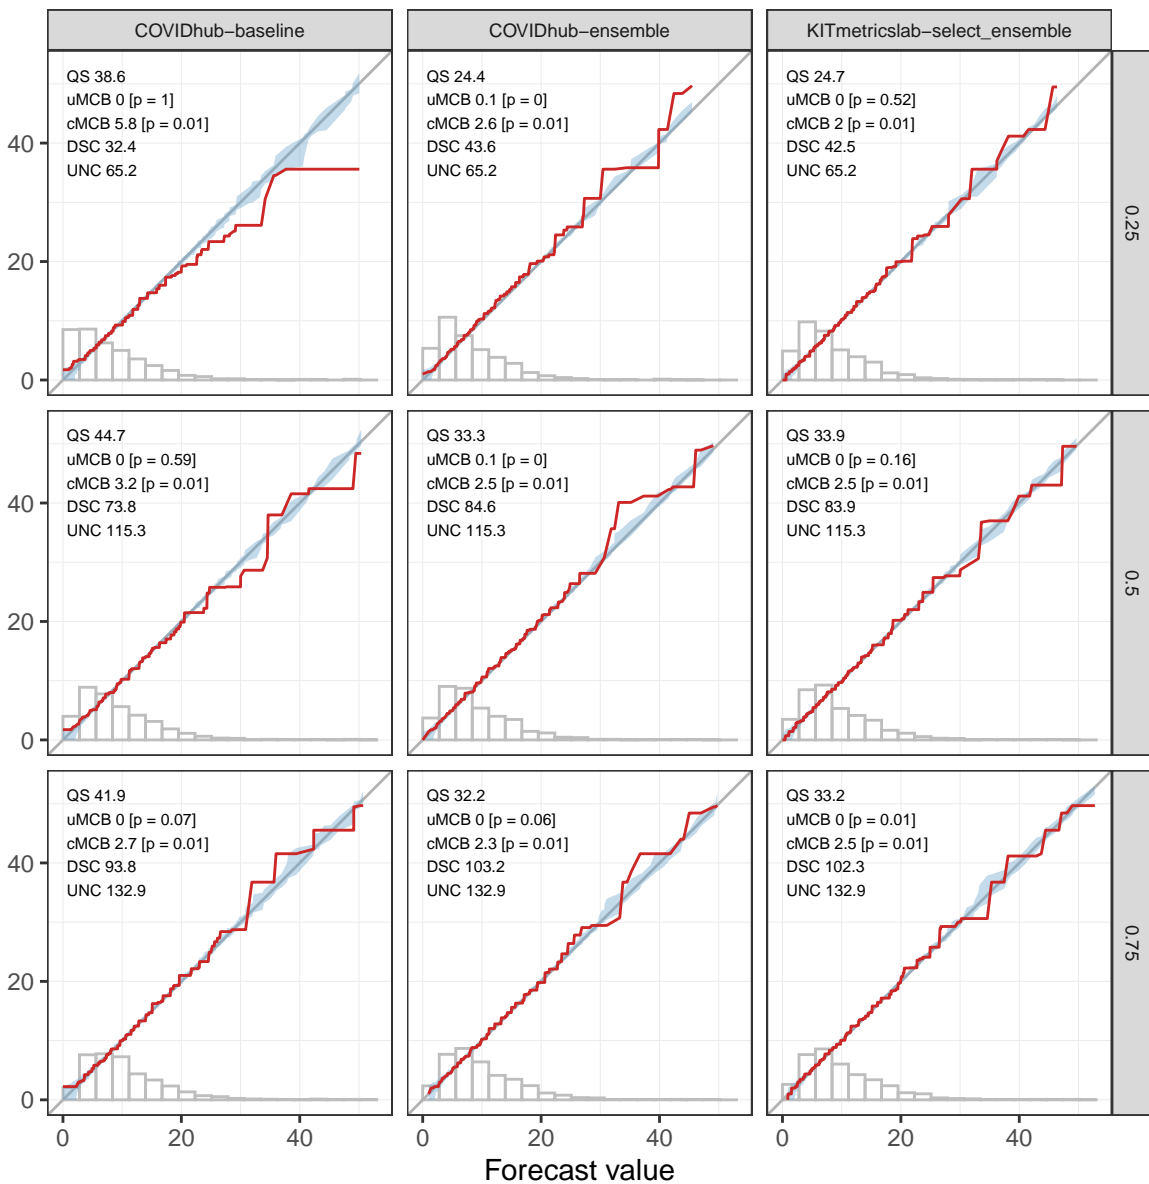 COVIDhub−baseline
COVIDhub−ensemble
KITmetricslab−select_ensemble
QS 38.6
uMCB 0 [p = 1]
cMCB 5.8 [p = 0.01]
DSC 32.4
UNC 65.2
QS 24.4
uMCB 0.1 [p = 0]
cMCB 2.6 [p = 0.01]
DSC 43.6
UNC 65.2
QS 24.7
uMCB 0 [p = 0.52]
cMCB 2 [p = 0.01]
DSC 42.5
UNC 65.2
0.25
40
20
0
QS 44.7
uMCB 0 [p = 0.59]
cMCB 3.2 [p = 0.01]
DSC 73.8
UNC 115.3
QS 33.3
uMCB 0.1 [p = 0]
cMCB 2.5 [p = 0.01]
DSC 84.6
UNC 115.3
QS 33.9
uMCB 0 [p = 0.16]
cMCB 2.5 [p = 0.01]
DSC 83.9
UNC 115.3
0.5
40
20
0
QS 41.9
uMCB 0 [p = 0.07]
cMCB 2.7 [p = 0.01]
DSC 93.8
UNC 132.9
QS 32.2
uMCB 0 [p = 0.06]
cMCB 2.3 [p = 0.01]
DSC 103.2
UNC 132.9
QS 33.2
uMCB 0 [p = 0.01]
cMCB 2.5 [p = 0.01]
DSC 102.3
UNC 132.9
0.75
40
20
0
0 20 40
0 20 40
0 20 40
Forecast value